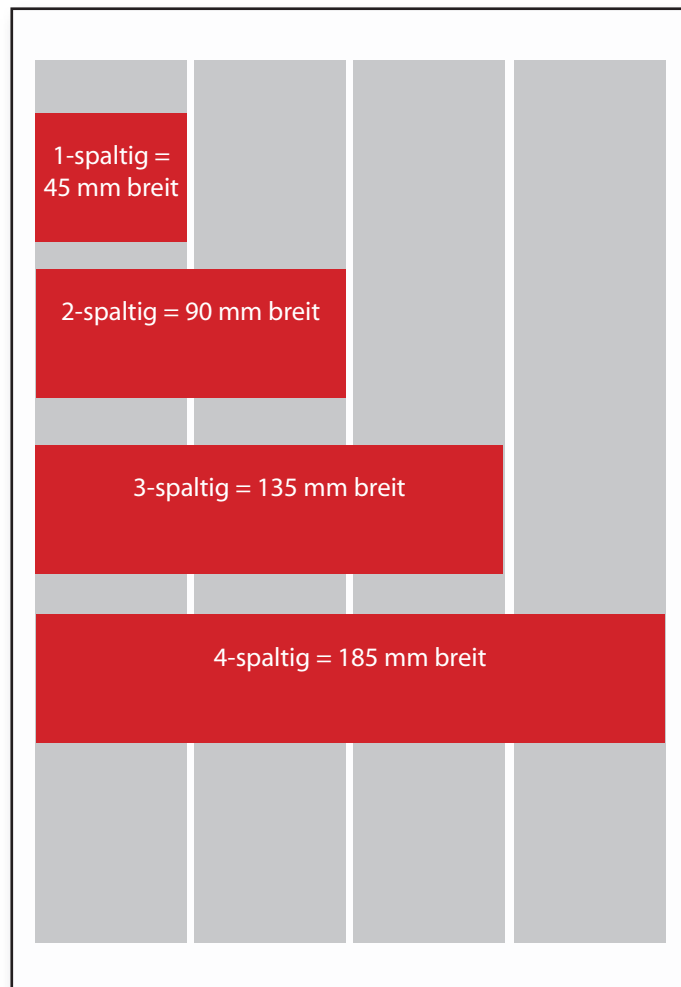 1-spaltig =
45 mm breit
2-spaltig = 90 mm breit
3-spaltig = 135 mm breit
4-spaltig = 185 mm breit